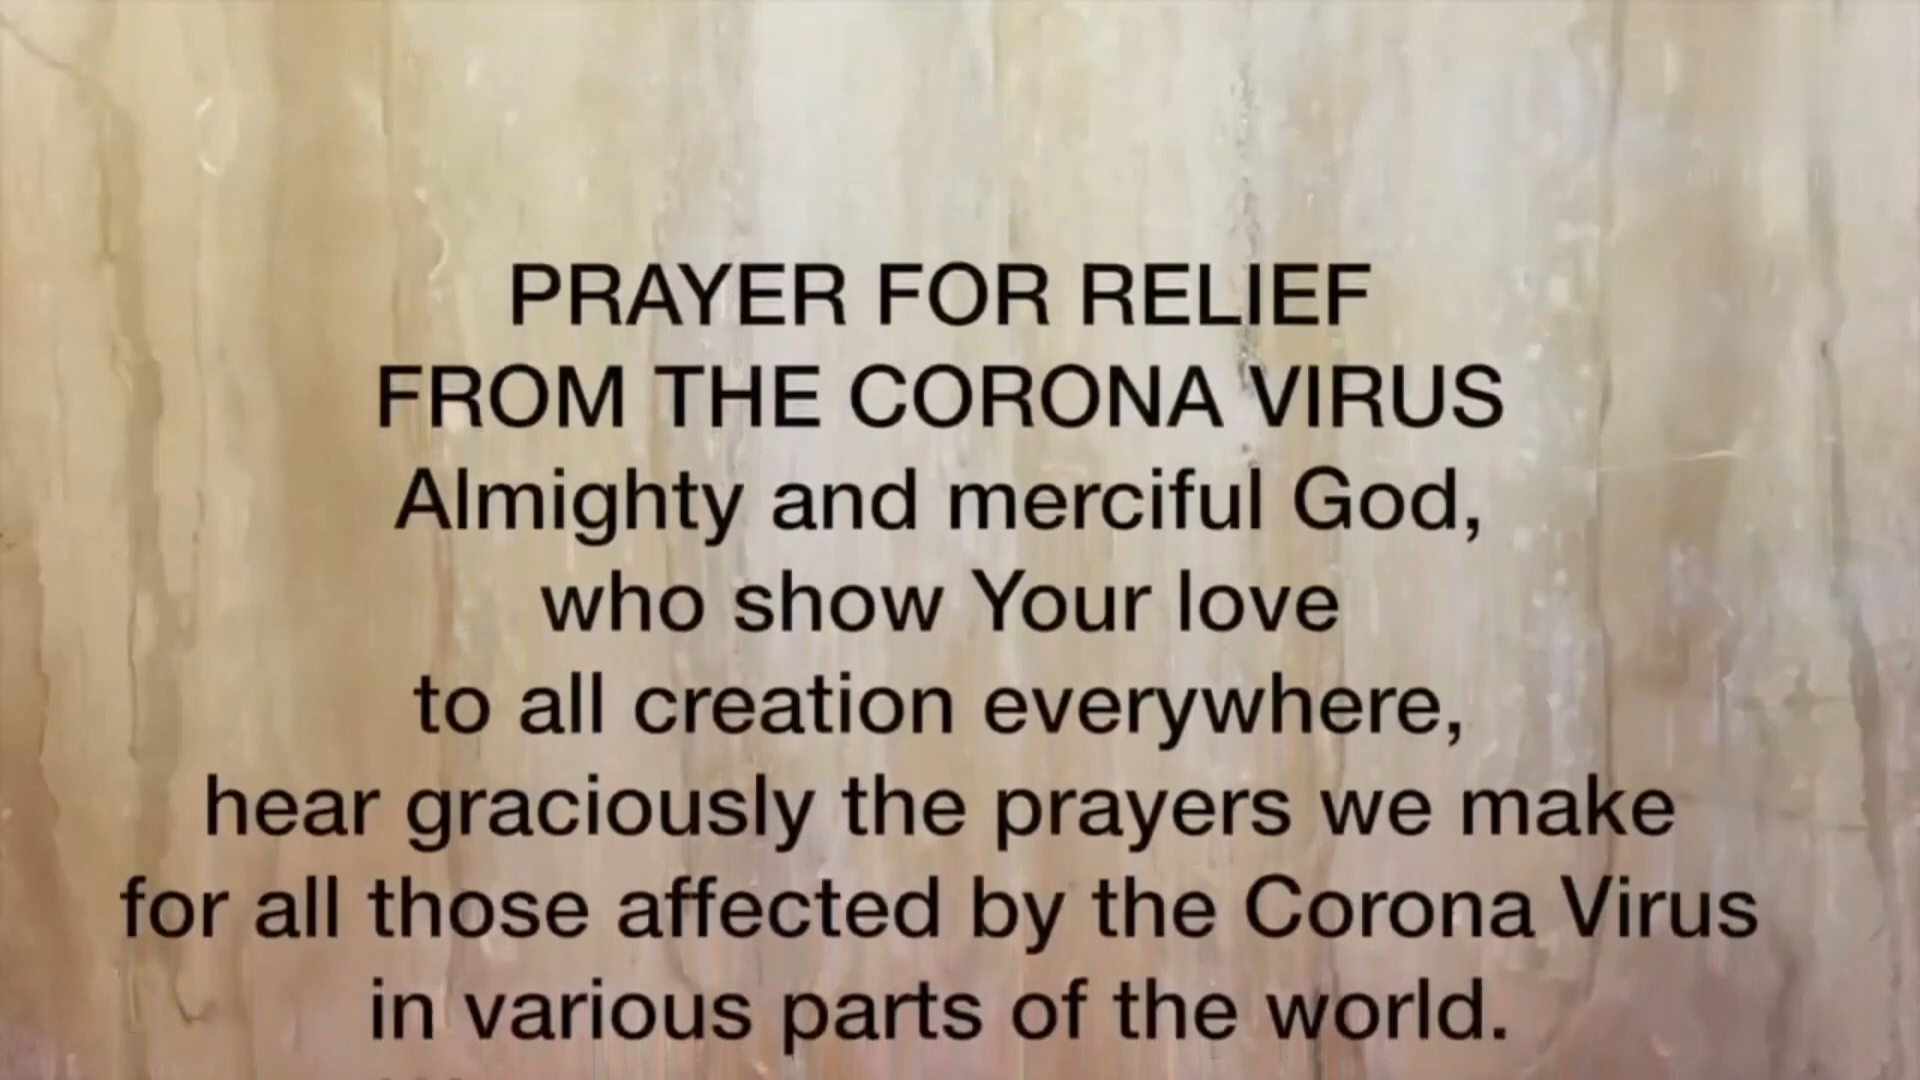 PRAYER FOR RELIEF
FROM THE CORONA VIRUS
Almighty and merciful God,
who show Your love
to all creation everywhere,
hear graciously the prayers we make
for all those affected by the Corona Virus
in various parts of the world.